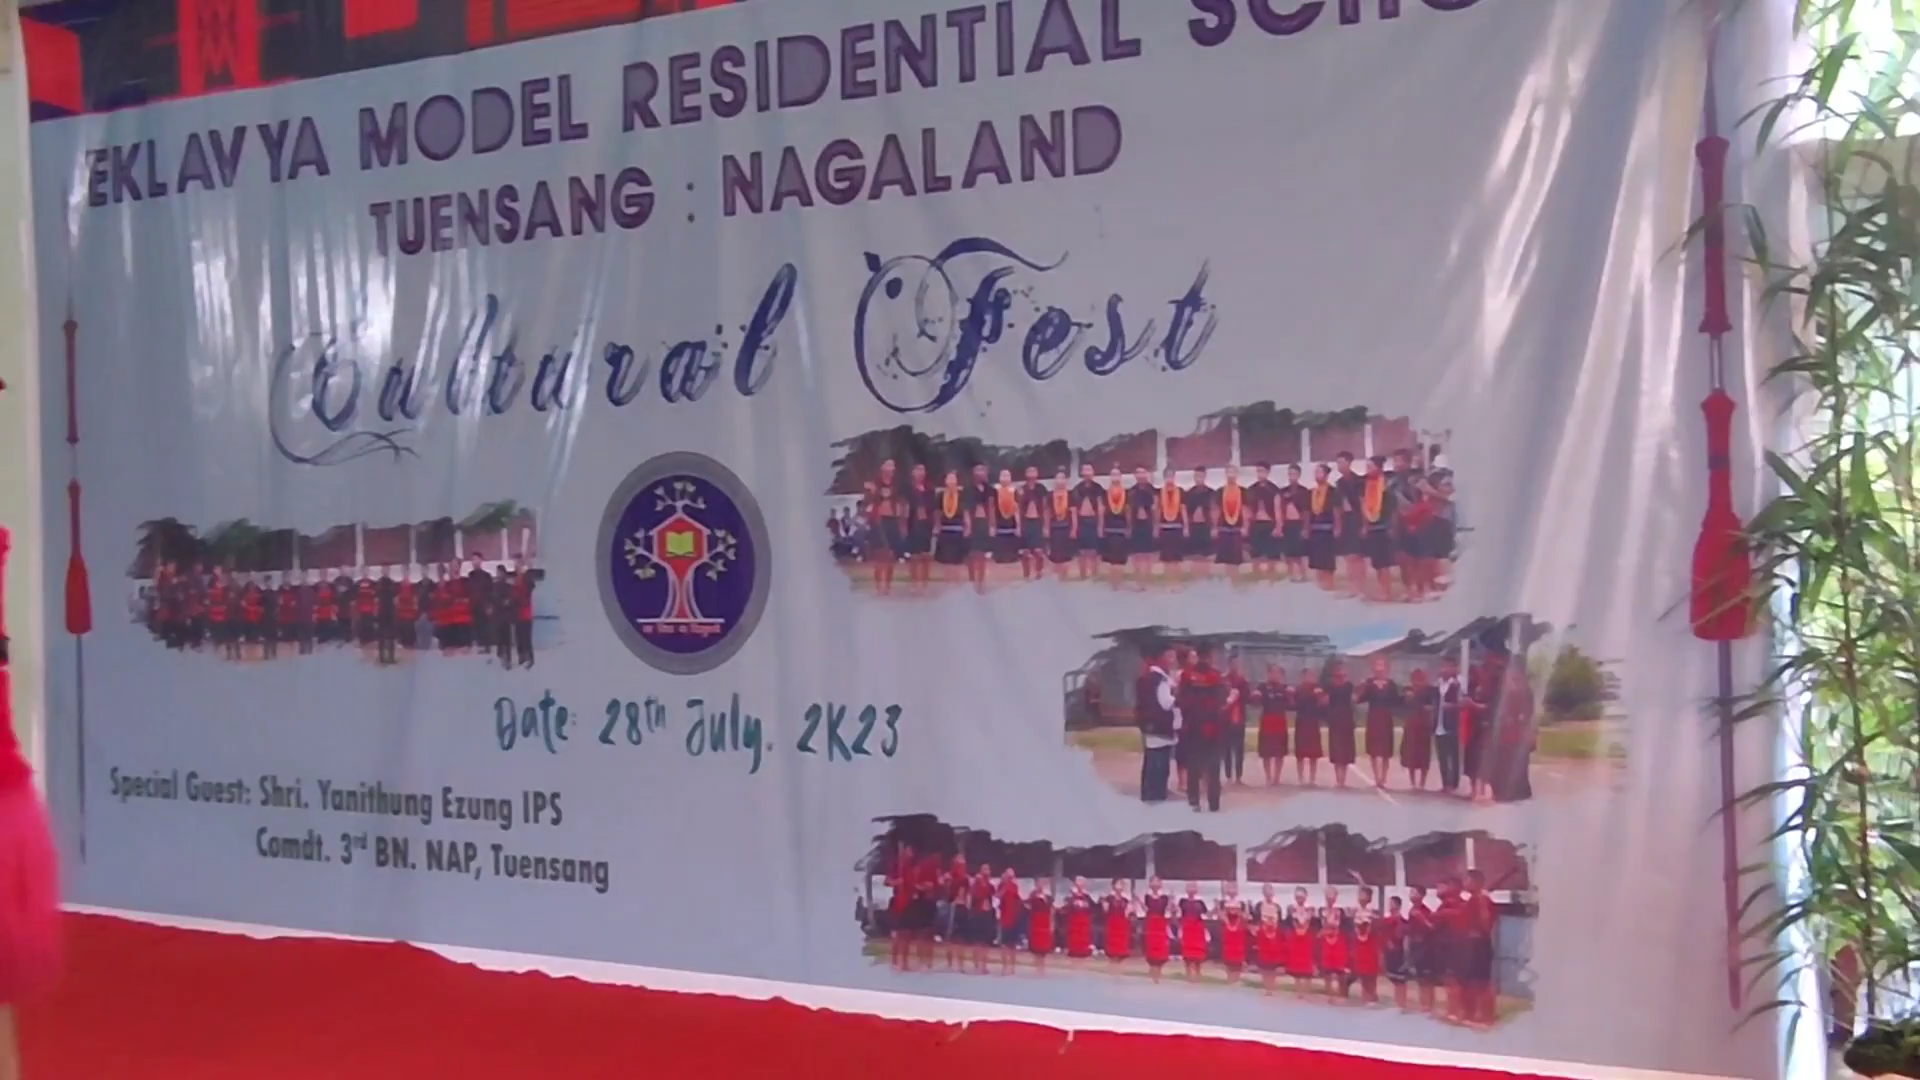 EKLAVYA MODEL RESIDENTIAL SCHO
TUENSANG : NAGALAND
Cultural Fest
Date: 28th July. 2K23
Special Guest: Shri. Yanithung Ezung IPS
Comdt. 3rd BN. NAP, Tuensang